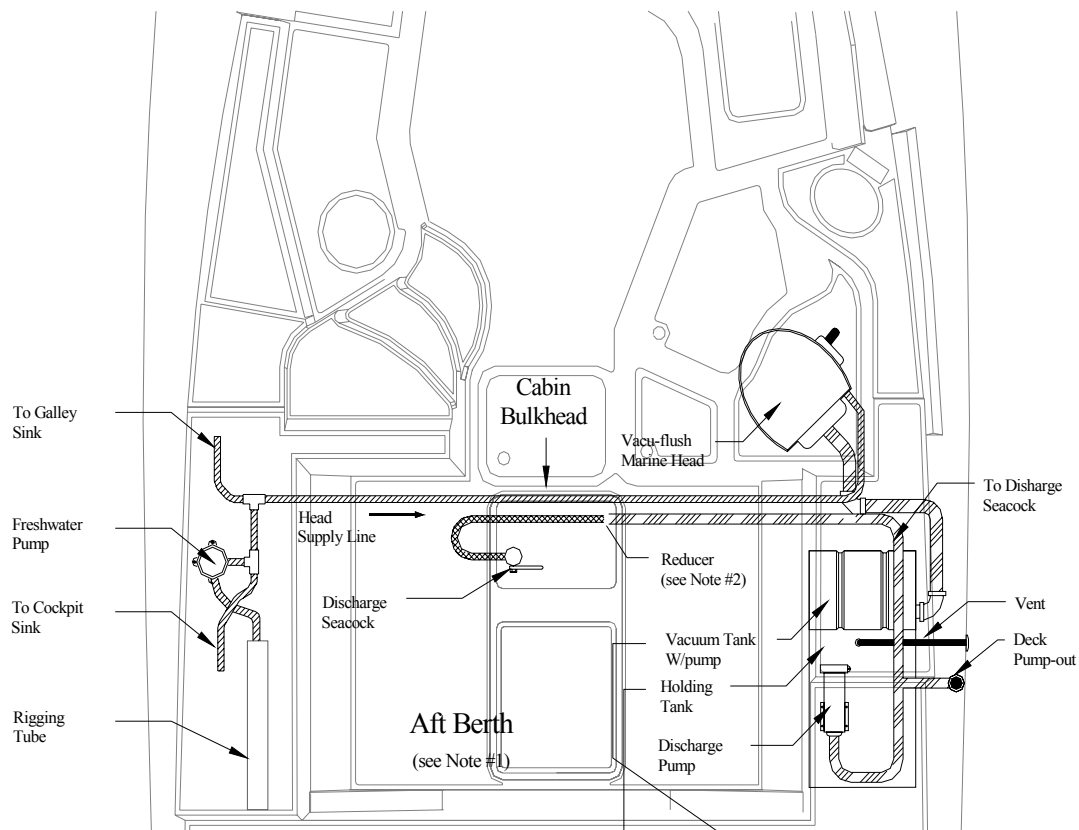 Cabin
Bulkhead
To Galley
Sink
Vacu-flush
Marine Head
To Disharge
Seacock
Head
Supply Line
Freshwater
Pump
Reducer
(see Note #2)
Discharge
Seacock
To Cockpit
Sink
Vent
Vacuum Tank
W/pump
Deck
Pump-out
Holding
Tank
Rigging
Tube
Aft Berth
(see Note #1)
Discharge
Pump